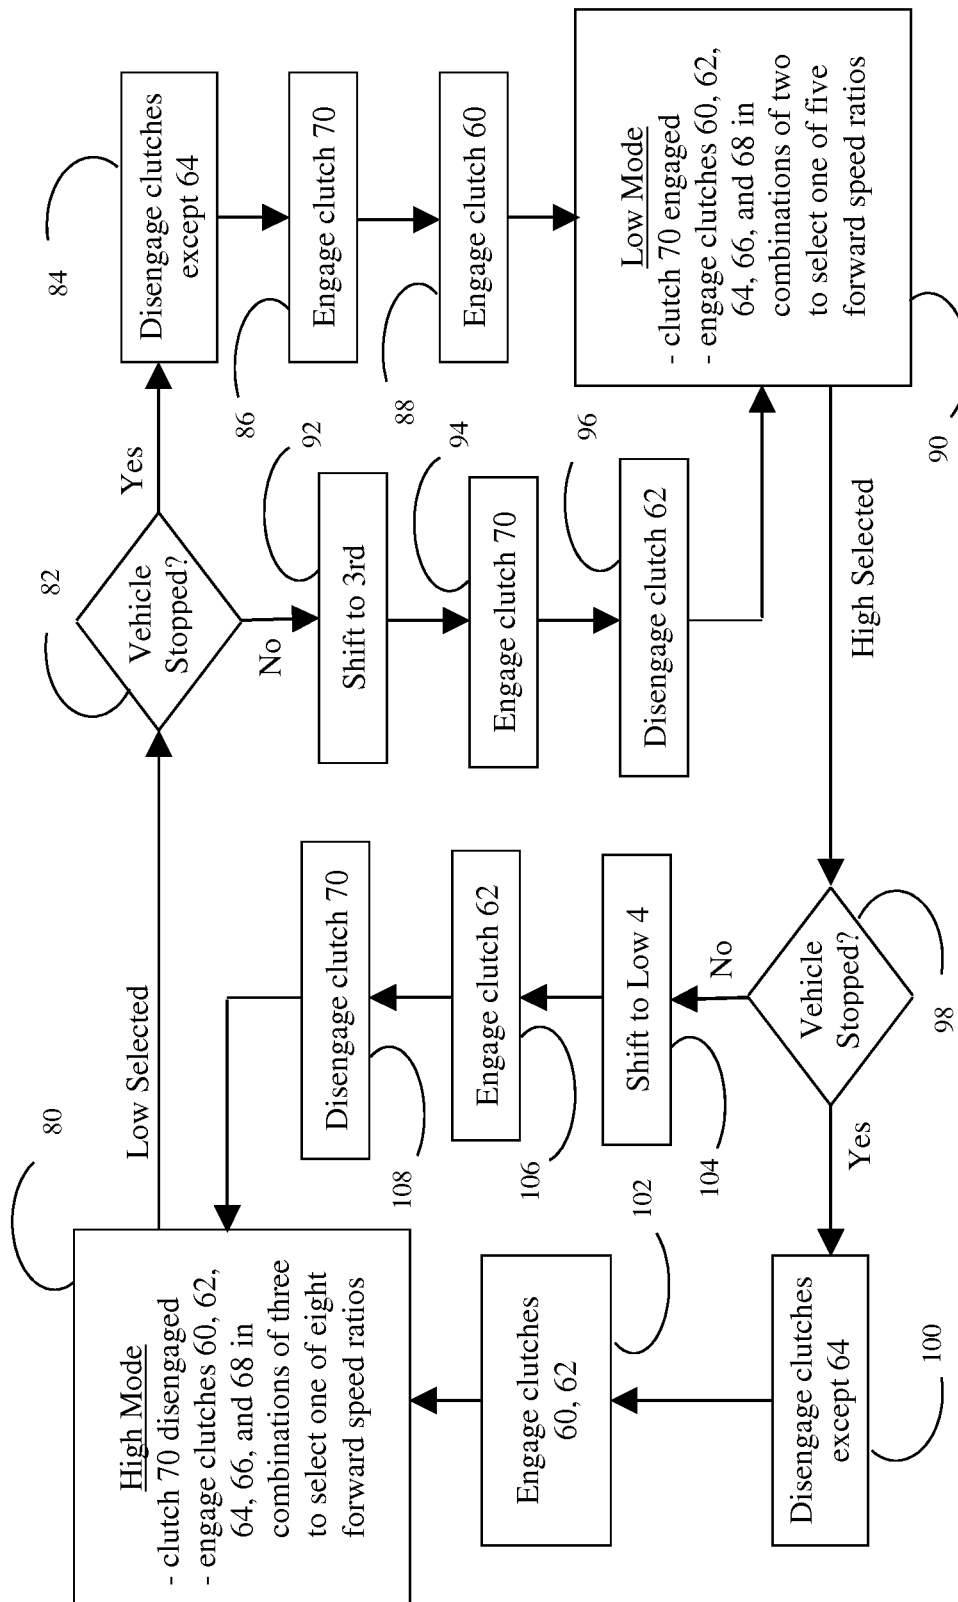 80
High Mode
- clutch 70 disengaged
- engage clutches 60, 62,
64, 66, and 68 in
combinations of three
to select one of eight
forward speed ratios
Low Selected
82
Vehicle
Stopped?
Yes
No
84
Disengage clutches
except 64
86
Engage clutch 70
88
Engage clutch 60
92
Shift to 3rd
94
Engage clutch 70
96
Disengage clutch 62
Low Mode
- clutch 70 engaged
- engage clutches 60, 62,
64, 66, and 68 in
combinations of two
to select one of five
forward speed ratios
90
High Selected
98
Vehicle
Stopped?
No
Yes
104
Shift to Low 4
106
Engage clutch 62
108
Disengage clutch 70
100
Disengage clutches
except 64
102
Engage clutches
60, 62